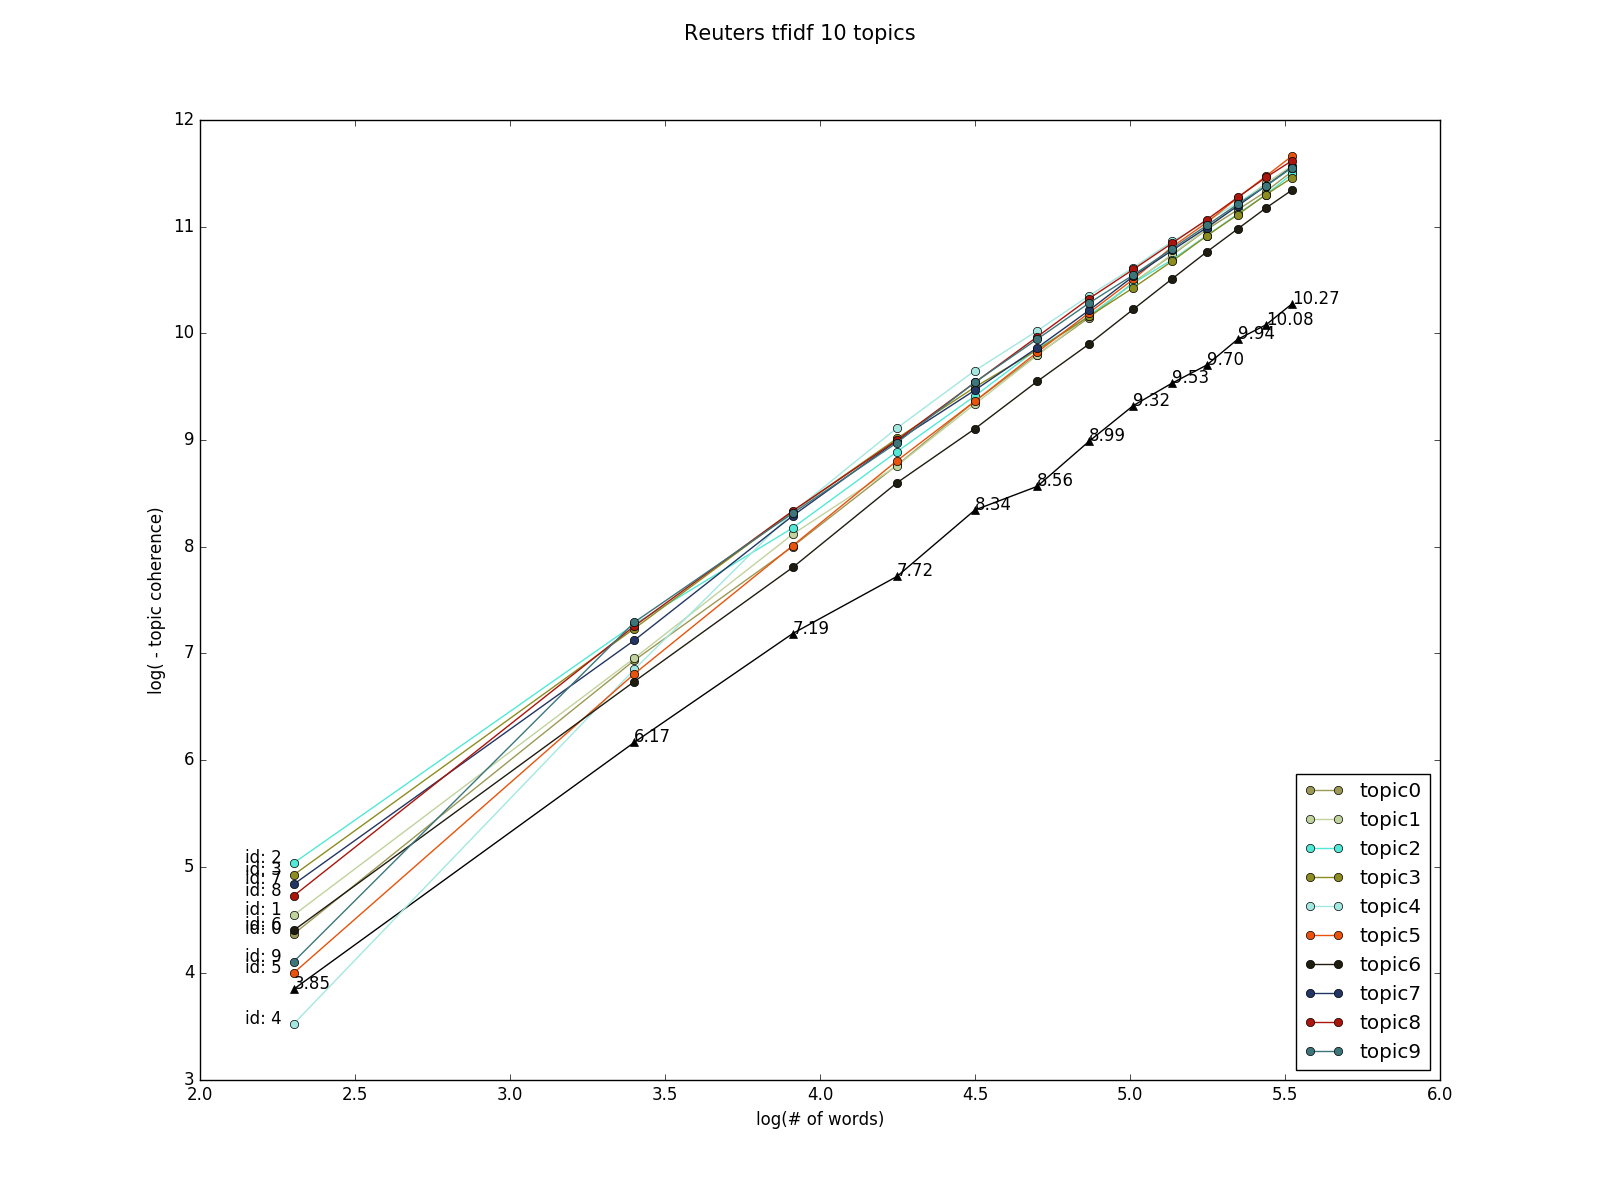 Reuters tfidf 10 topics
12
11
10
9
8
7
6
5
4
3
log( - topic coherence)
10.27
10.08
9.94
9.70
9.53
9.32
8.99
8.56
8.34
7.72
7.19
6.17
3.85
id: 2
id: 3
id: 7
id: 8
id: 1
id: 6
id: 0
id: 9
id: 5
id: 4
topic0
topic1
topic2
topic3
topic4
topic5
topic6
topic7
topic8
topic9
2.0 2.5 3.0 3.5 4.0 4.5 5.0 5.5 6.0
log(# of words)